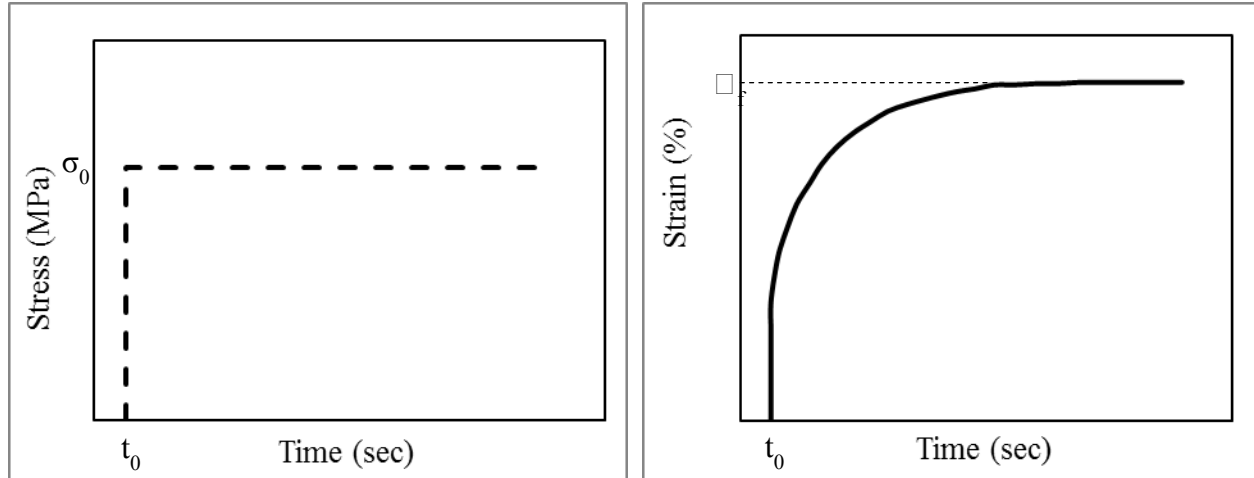 σ0
Stress (MPa)
t0
Time (sec)
□f
Strain (%)
t0
Time (sec)